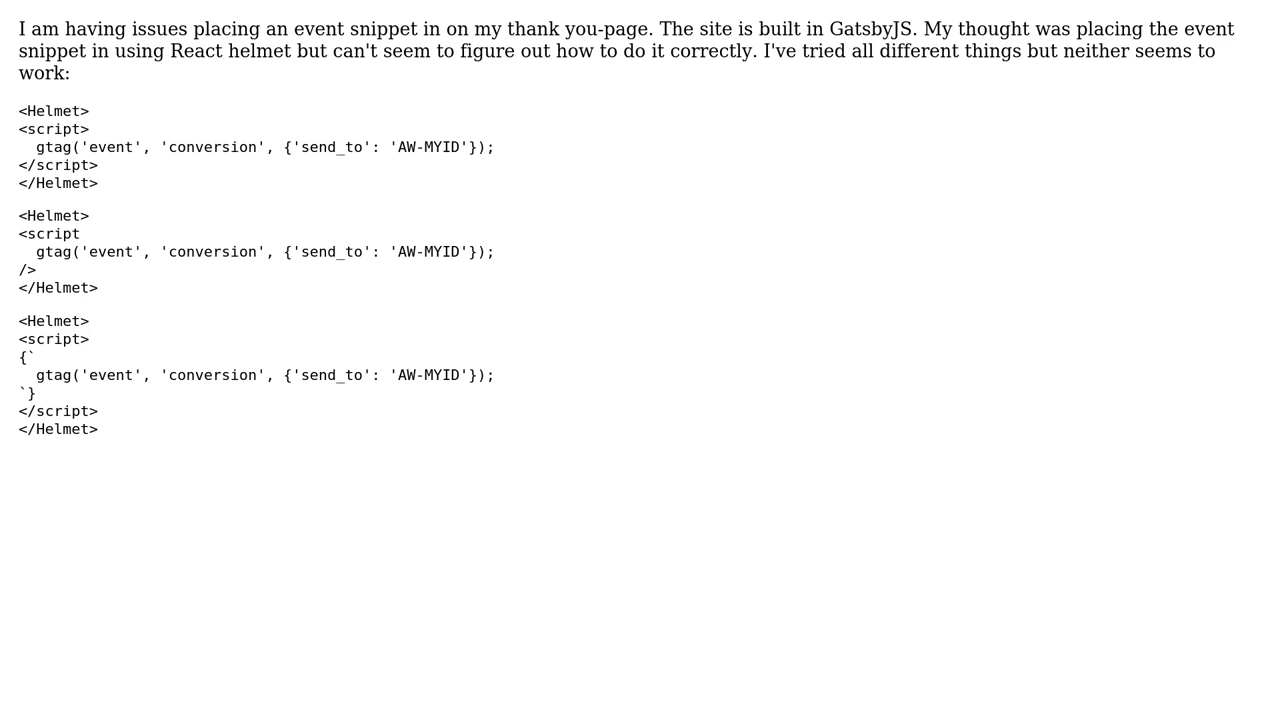 I am having issues placing an event snippet in on my thank you-page. The site is built in GatsbyJS. My thought was placing the event
snippet in using React helmet but can't seem to figure out how to do it correctly. I've tried all different things but neither seems to
work:
<Helmet>
<script>
  gtag('event', 'conversion', {'send_to': 'AW-MYID'});
</script>
</Helmet>
<Helmet>
<script
  gtag('event', 'conversion', {'send_to': 'AW-MYID'});
/>
</Helmet>
<Helmet>
<script>
{`
  gtag('event', 'conversion', {'send_to': 'AW-MYID'});
`}
</script>
</Helmet>